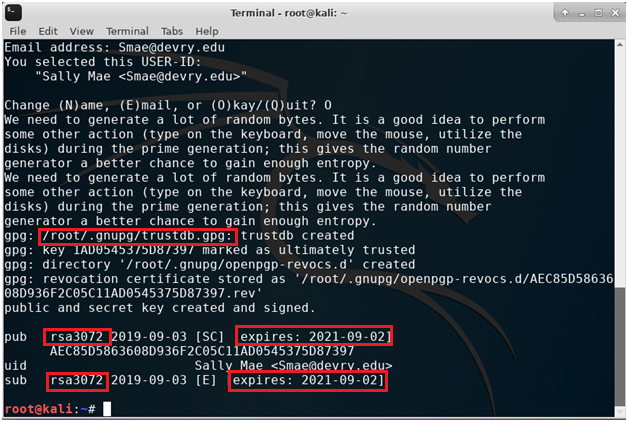 Terminal - root@kali: ~
File Edit View Terminal Tabs Help
Email address: Smae@devry.edu
You selected this USER-ID:
    "Sally Mae <Smae@devry.edu>"

Change (N)ame, (E)mail, or (O)kay/(Q)uit? O
We need to generate a lot of random bytes. It is a good idea to perform
some other action (type on the keyboard, move the mouse, utilize the
disks) during the prime generation; this gives the random number
generator a better chance to gain enough entropy.
We need to generate a lot of random bytes. It is a good idea to perform
some other action (type on the keyboard, move the mouse, utilize the
disks) during the prime generation; this gives the random number
generator a better chance to gain enough entropy.
gpg: /root/.gnupg/trustdb.gpg: trustdb created
gpg: key 1AD0545375D87397 marked as ultimately trusted
gpg: directory '/root/.gnupg/openpgp-revocs.d' created
gpg: revocation certificate stored as '/root/.gnupg/openpgp-revocs.d/AEC85D58636
08D936F2C05C11AD0545375D87397.rev'
public and secret key created and signed.

pub   rsa3072 2019-09-03 [SC] [expires: 2021-09-02]
      AEC85D5863608D936F2C05C11AD0545375D87397
uid                      Sally Mae <Smae@devry.edu>
sub   rsa3072 2019-09-03 [E] [expires: 2021-09-02]

root@kali:~#